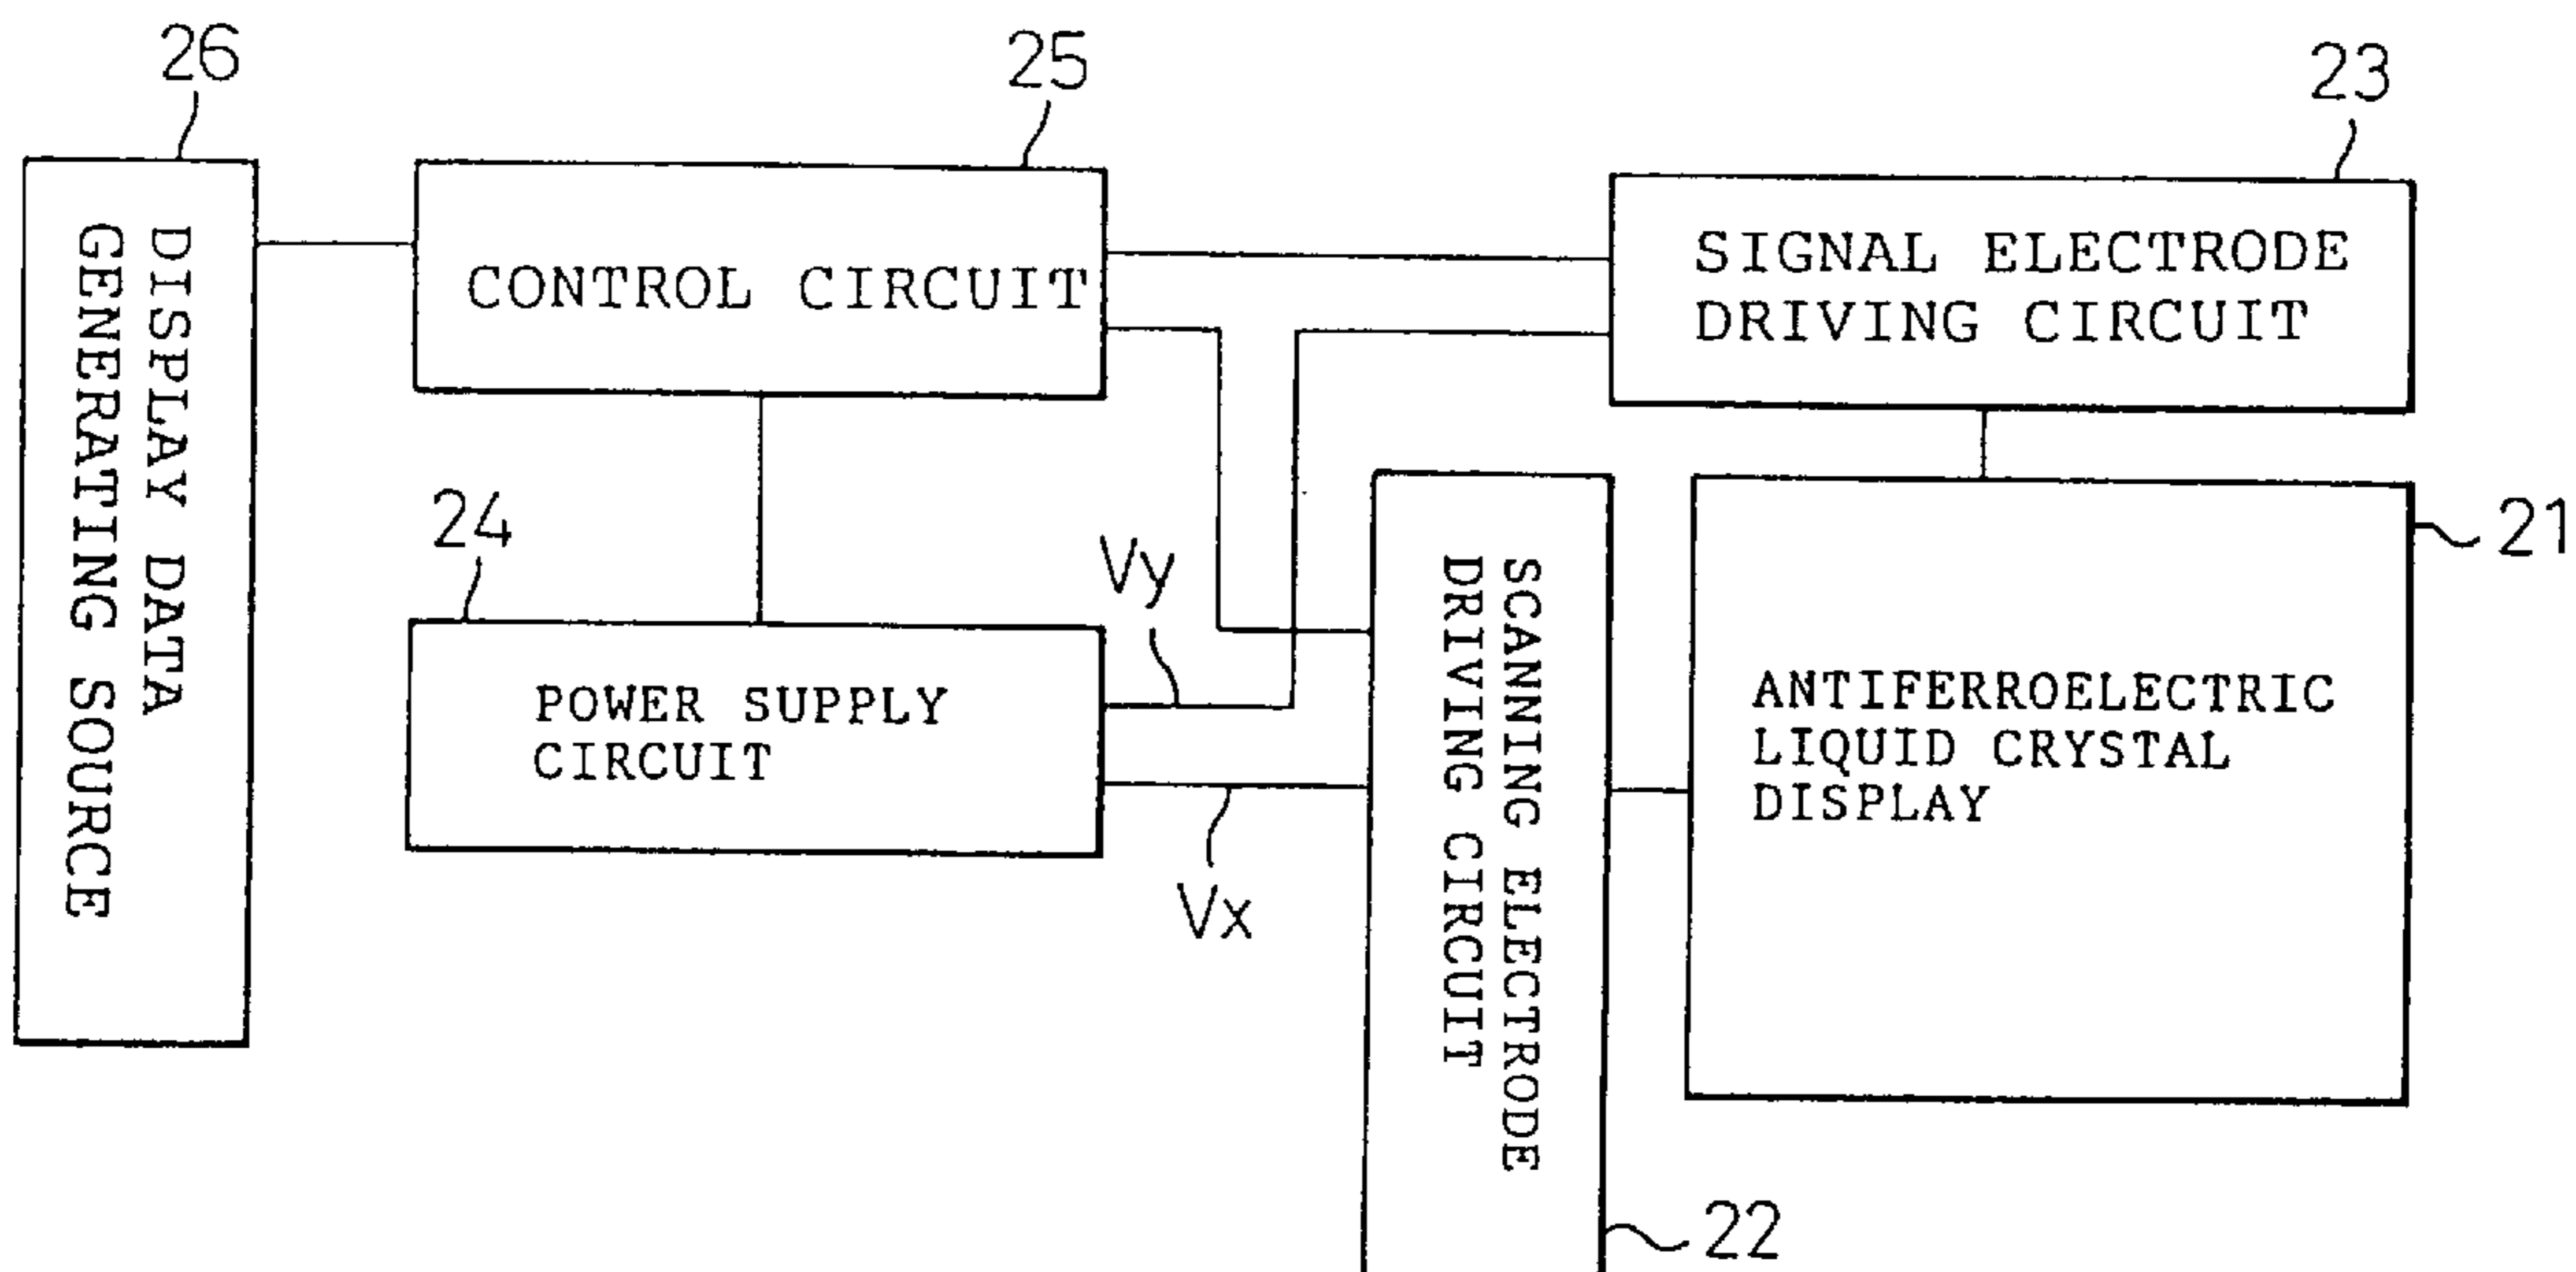 26
25
23
DISPLAY DATA
GENERATING SOURCE
CONTROL CIRCUIT
SIGNAL ELECTRODE
DRIVING CIRCUIT
24
Vy
21
POWER SUPPLY
CIRCUIT
SCANNING ELECTRODE
DRIVING CIRCUIT
ANTIFERROELECTRIC
LIQUID CRYSTAL
DISPLAY
Vx
22